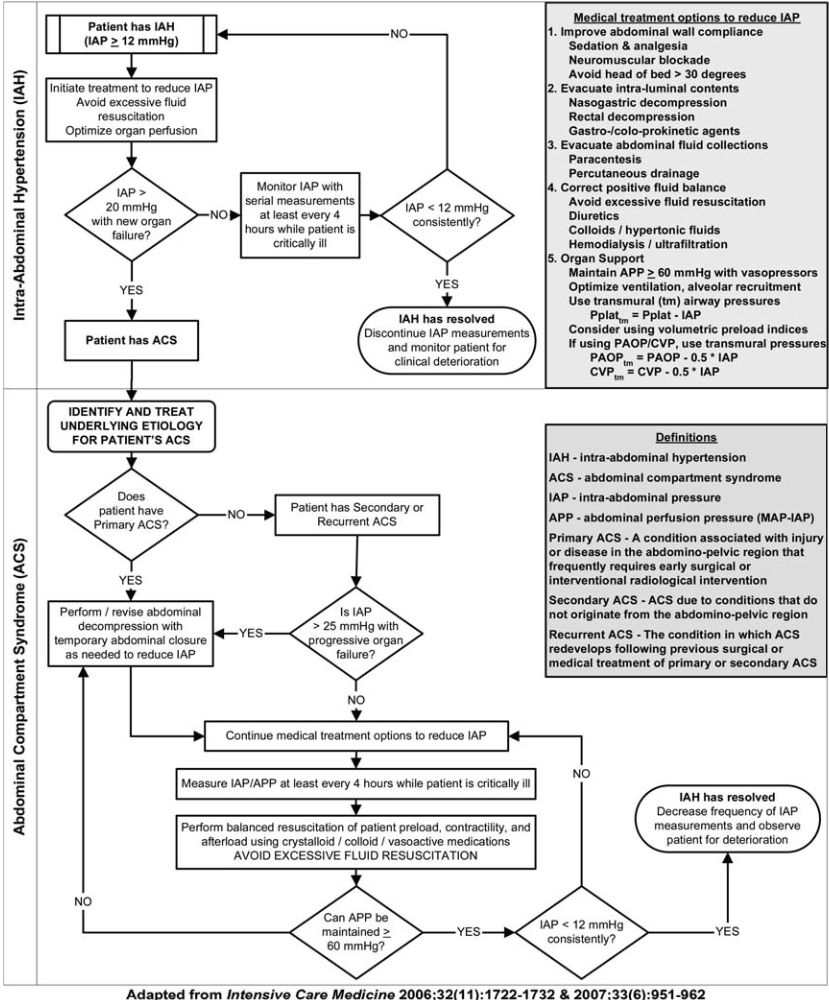 Intra-Abdominal Hypertension (IAH)
Patient has IAH
(IAP ≥ 12 mmHg)
NO
Initiate treatment to reduce IAP
Avoid excessive fluid
resuscitation
Optimize organ perfusion
IAP >
20 mmHg
with new organ
failure?
NO
Monitor IAP with
serial measurements
at least every 4
hours while patient is
critically ill
IAP < 12 mmHg
consistently?
YES
YES
Patient has ACS
IAH has resolved
Discontinue IAP measurements
and monitor patient for
clinical deterioration
Medical treatment options to reduce IAP
1. Improve abdominal wall compliance
Sedation & analgesia
Neuromuscular blockade
Avoid head of bed > 30 degrees
2. Evacuate intra-luminal contents
Nasogastric decompression
Rectal decompression
Gastro-/colo-prokinetic agents
3. Evacuate abdominal fluid collections
Paracentesis
Percutaneous drainage
4. Correct positive fluid balance
Avoid excessive fluid resuscitation
Diuretics
Colloids / hypertonic fluids
Hemodialysis / ultrafiltration
5. Organ Support
Maintain APP ≥ 60 mmHg with vasopressors
Optimize ventilation, alveolar recruitment
Use transmural (tm) airway pressures
Pplattm = Pplat - IAP
Consider using volumetric preload indices
If using PAOP/CVP, use transmural pressures
PAOPtm = PAOP - 0.5 * IAP
CVPtm = CVP - 0.5 * IAP
Abdominal Compartment Syndrome (ACS)
IDENTIFY AND TREAT
UNDERLYING ETIOLOGY
FOR PATIENT'S ACS
Does
patient have
Primary ACS?
NO
Patient has Secondary or
Recurrent ACS
YES
Perform / revise abdominal
decompression with
temporary abdominal closure
as needed to reduce IAP
YES
Is IAP
> 25 mmHg with
progressive organ
failure?
NO
Continue medical treatment options to reduce IAP
Measure IAP/APP at least every 4 hours while patient is critically ill
Perform balanced resuscitation of patient preload, contractility, and
afterload using crystalloid / colloid / vasoactive medications
AVOID EXCESSIVE FLUID RESUSCITATION
NO
Can APP be
maintained ≥
60 mmHg?
YES
IAP < 12 mmHg
consistently?
NO
YES
IAH has resolved
Decrease frequency of IAP
measurements and observe
patient for deterioration
Definitions
IAH - intra-abdominal hypertension
ACS - abdominal compartment syndrome
IAP - intra-abdominal pressure
APP - abdominal perfusion pressure (MAP-IAP)
Primary ACS - A condition associated with injury
or disease in the abdomino-pelvic region that
frequently requires early surgical or
interventional radiological intervention
Secondary ACS - ACS due to conditions that do
not originate from the abdomino-pelvic region
Recurrent ACS - The condition in which ACS
redevelops following previous surgical or
medical treatment of primary or secondary ACS
Adapted from Intensive Care Medicine 2006;32(11):1722-1732 & 2007;33(6):951-962